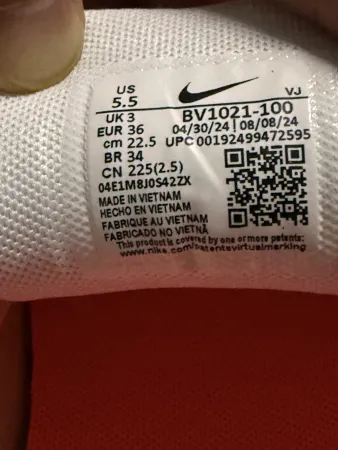 US
5.5
VJ
UK 3
BV1021-100
EUR 36
04/30/24 | 08/08/24
cm 22.5
UPC 00192499472595
BR 34
CN 225(2.5)
04E1M8J0S42ZX
MADE IN VIETNAM
HECHO EN VIETNAM
FABRIQUE AU VIETNAM
FABRICADO NO VIETNÃ
This product is covered by one or more patents:
www.nike.com/patentsvirtualmarking